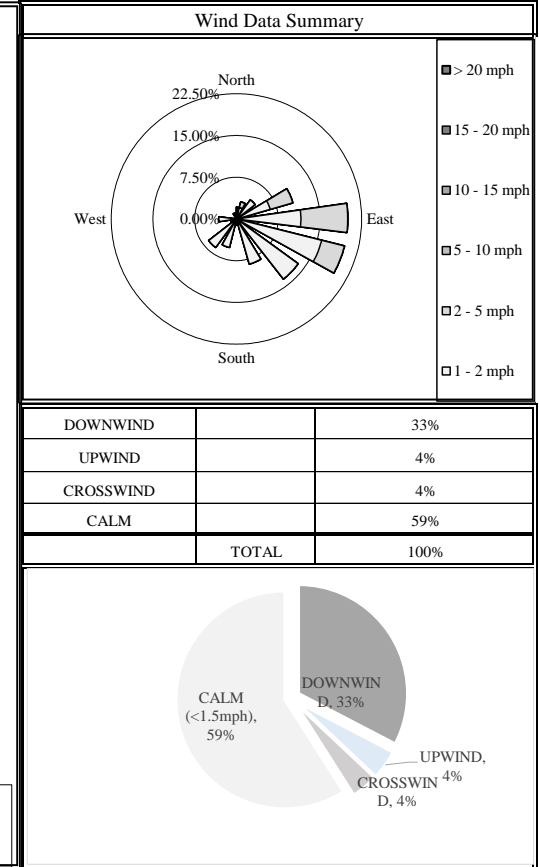 Wind Data Summary
North
22.50%
15.00%
7.50%
0.00%
West
East
South
> 20 mph
15 - 20 mph
10 - 15 mph
5 - 10 mph
2 - 5 mph
1 - 2 mph
DOWNWIND 33%
UPWIND 4%
CROSSWIND 4%
CALM 59%
TOTAL 100%
DOWNWIN
D, 33%
UPWIND,
4%
CROSSWIN
D, 4%
CALM
(<1.5mph),
59%